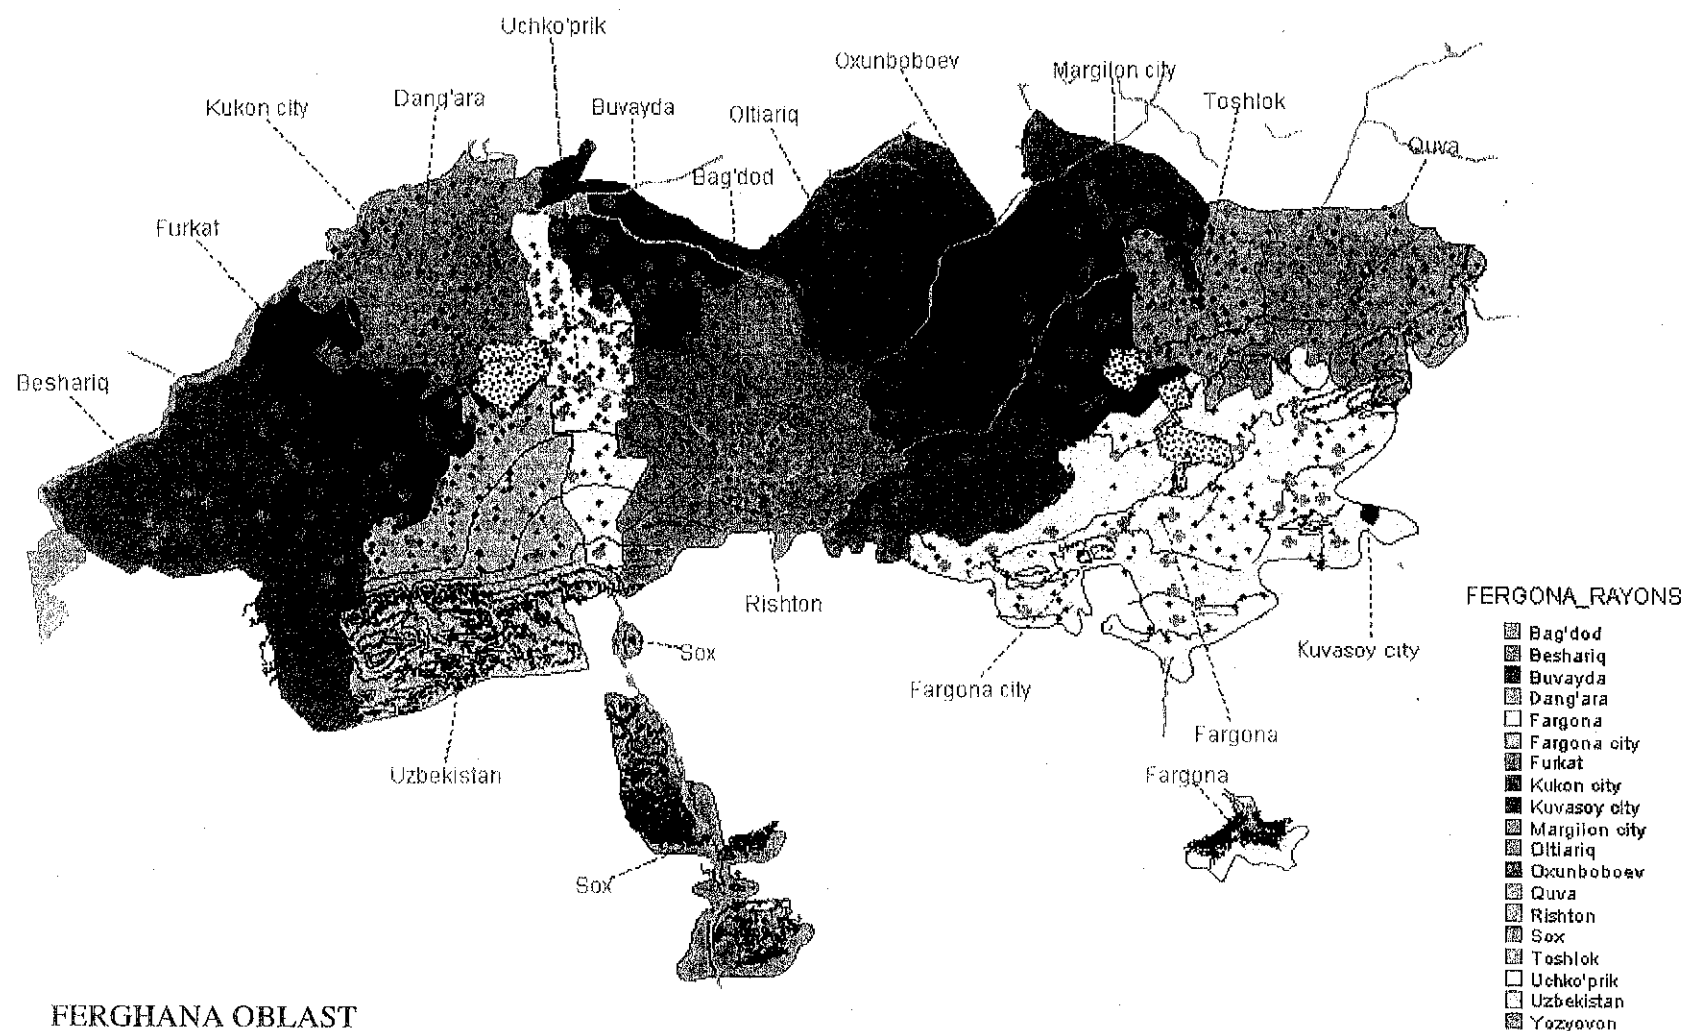 Uchko'prik
Oxunboboev
Margilon city
Kukon city
Dang'ara
Buvayda
Oltiariq
Toshlok
Quva
Bag'dod
Furkat
Beshariq
Rishton
Sox
Kuvasoy city
Fargona city
Fargona
Uzbekistan
Fargona
Sox
FERGONA_RAYONS
Bag'dod
Beshariq
Buvayda
Dang'ara
Fargona
Fargona city
Furkat
Kukon city
Kuvasoy city
Margilon city
Oltiariq
Oxunboboev
Quva
Rishton
Sox
Toshlok
Uchko'prik
Uzbekistan
Yozyovon
FERGHANA OBLAST